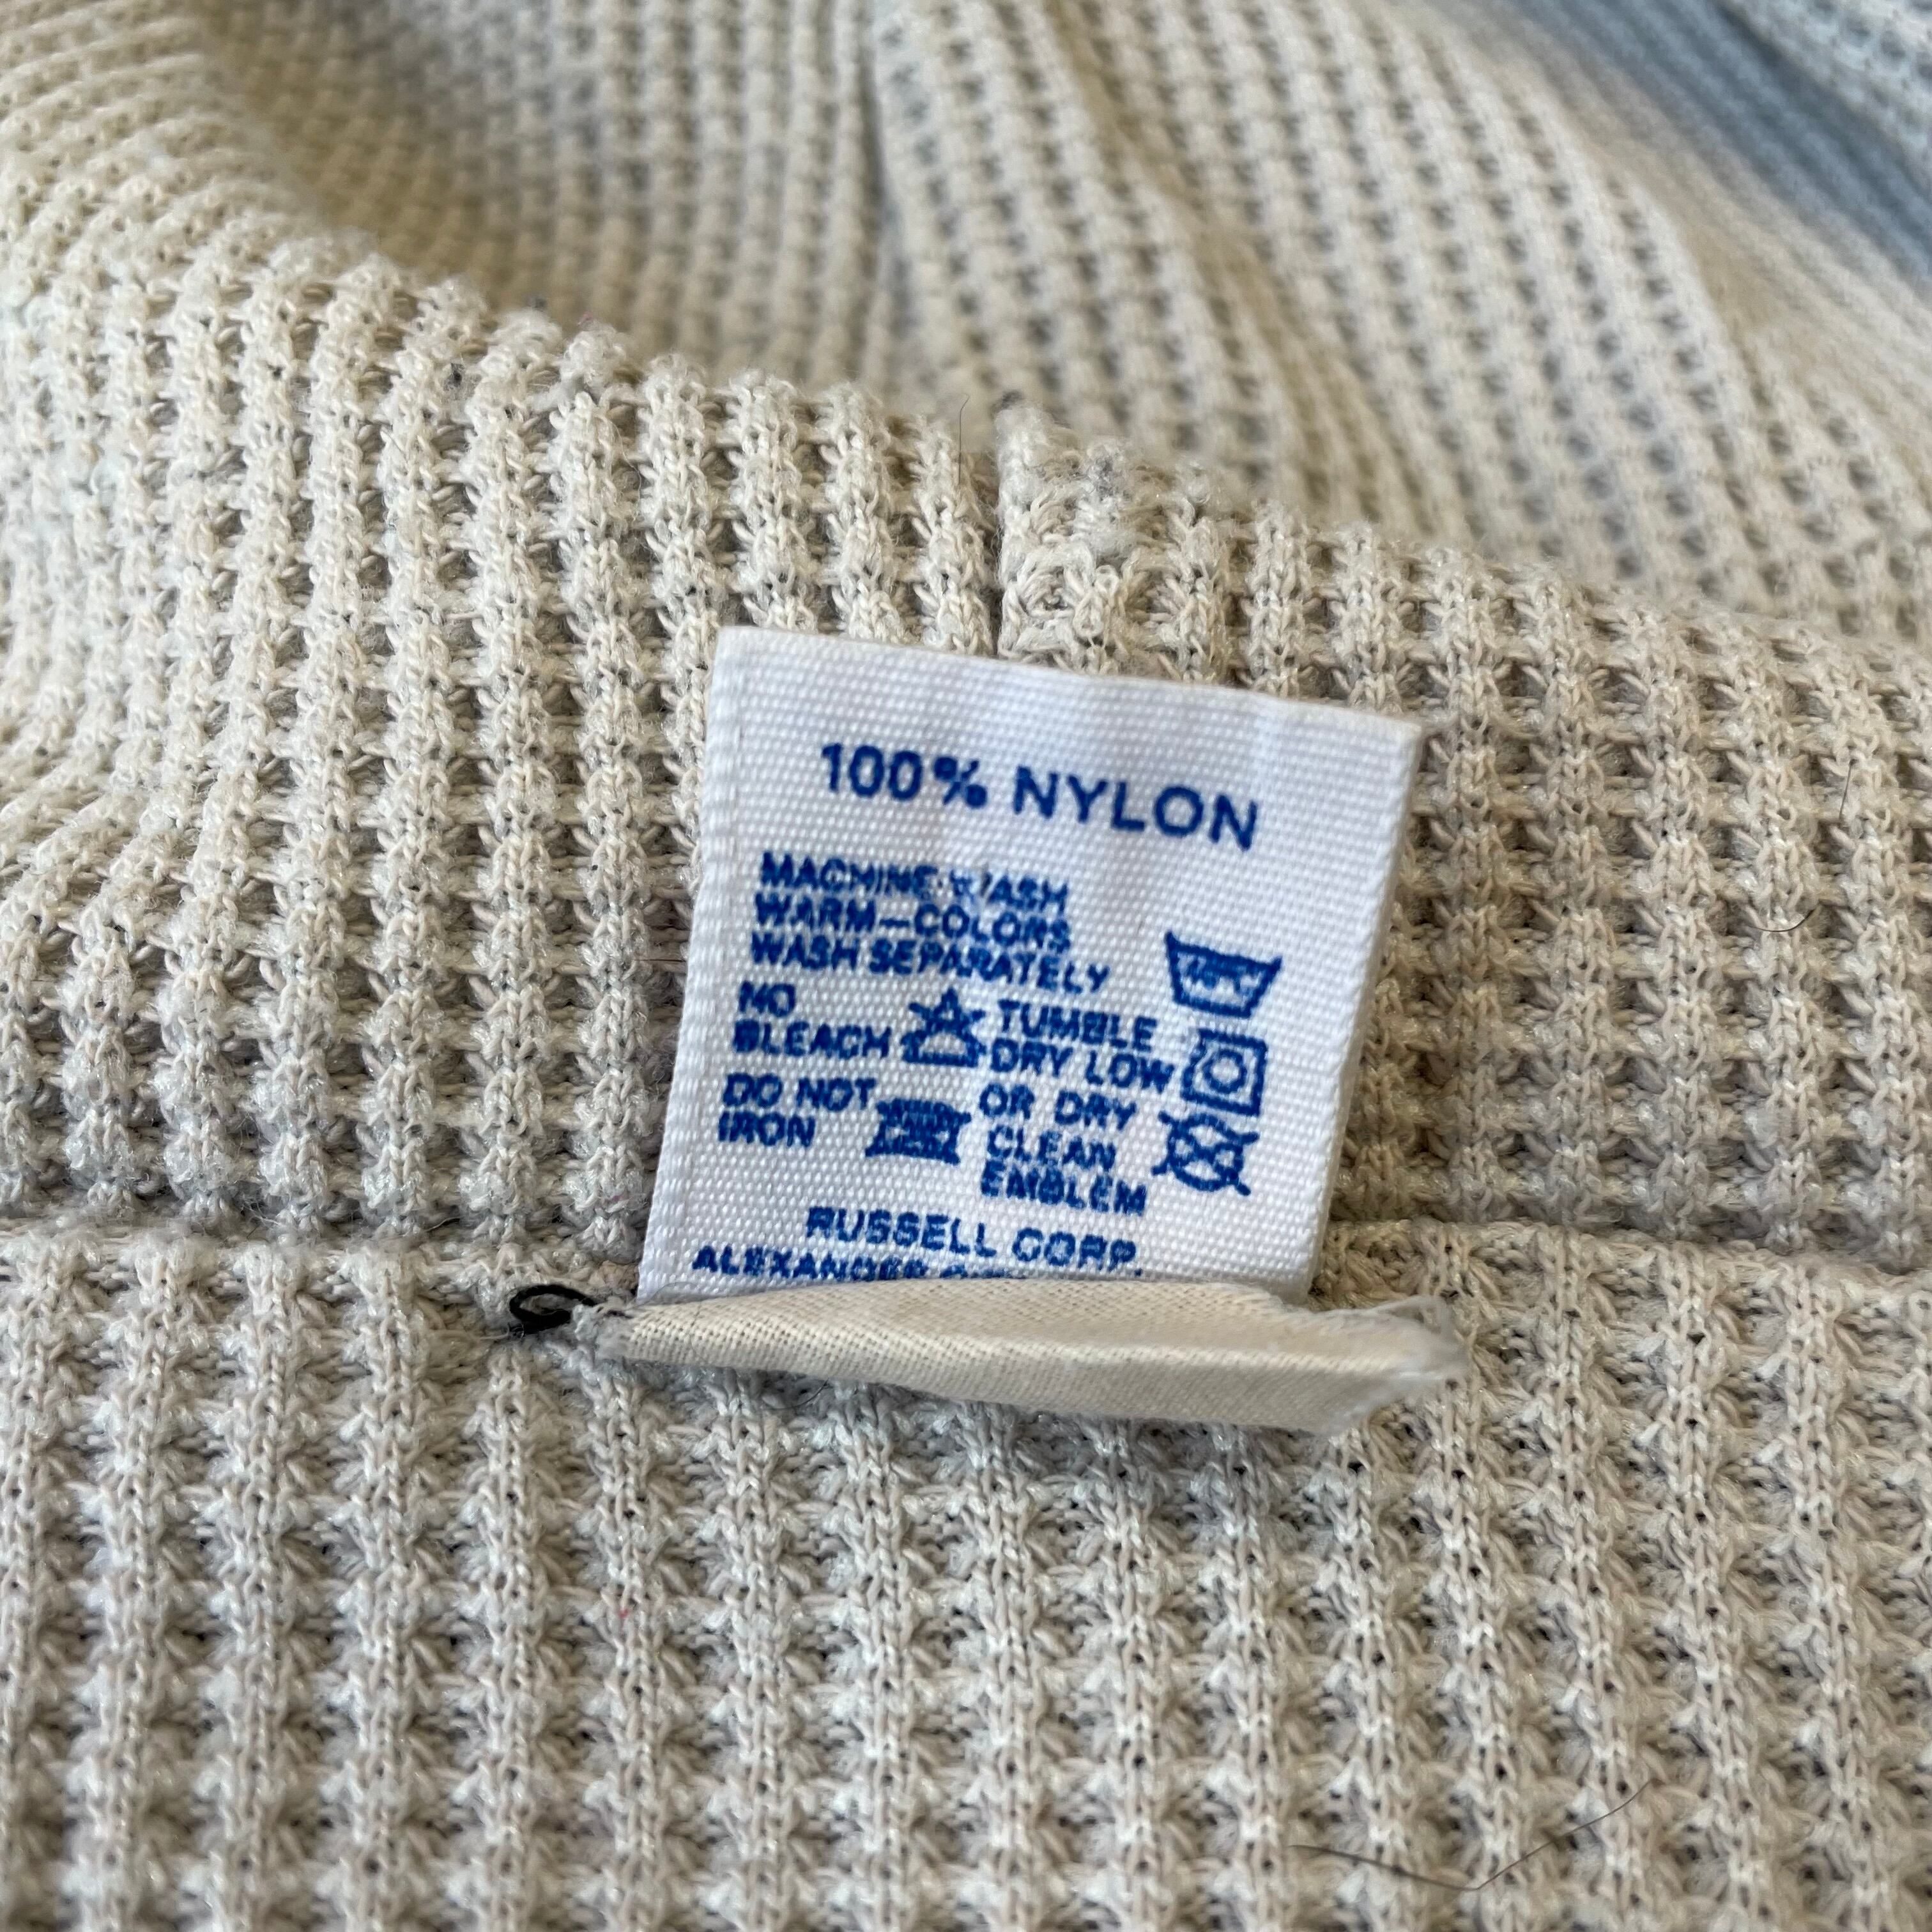 100% NYLON
MACHINE WASH
WARM—COLORS
WASH SEPARATELY
NO
BLEACH
TUMBLE
DRY LOW
DO NOT
IRON
OR DRY
CLEAN
EMBLEM
RUSSELL CORP.
ALEXANDER